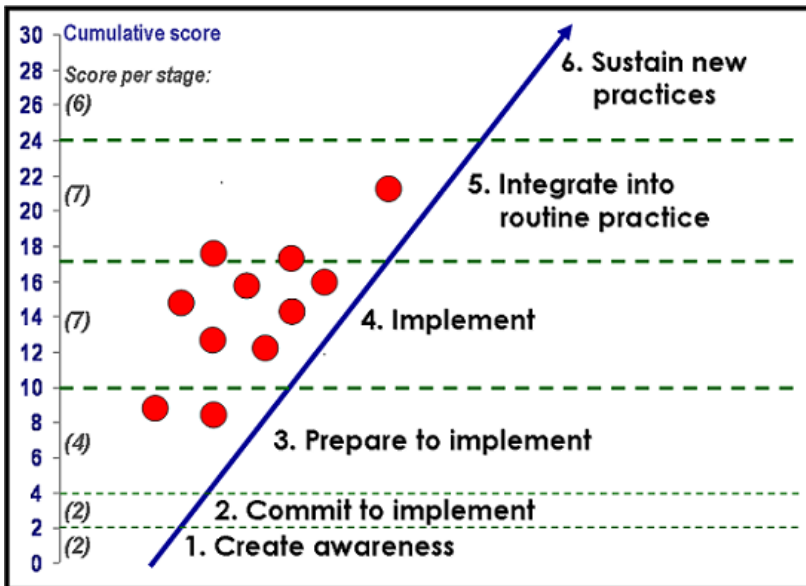 30 Cumulative score
28
Score per stage:
26 (6)
6. Sustain new
practices
24
22
(7)
5. Integrate into
routine practice
20
18
16
14
(7)
4. Implement
12
10
8
(4)
3. Prepare to implement
6
4
(2)
2. Commit to implement
2
(2)
1. Create awareness
0